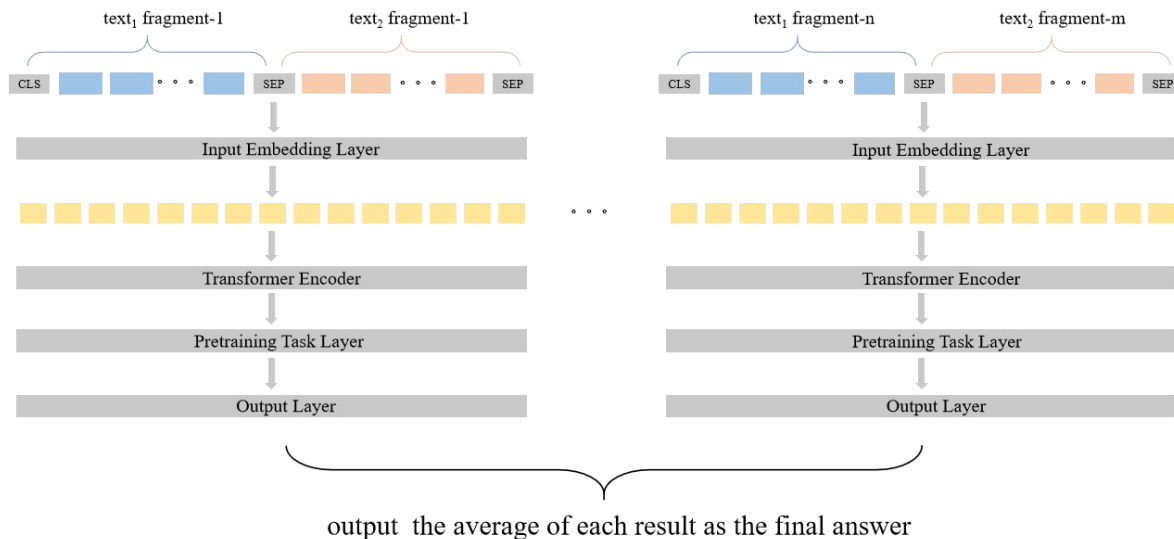 text₁ fragment-1 text₂ fragment-1 text₁ fragment-n text₂ fragment-m
CLS SEP SEP CLS SEP SEP
Input Embedding Layer Input Embedding Layer
Transformer Encoder Transformer Encoder
Pretraining Task Layer Pretraining Task Layer
Output Layer Output Layer
output the average of each result as the final answer